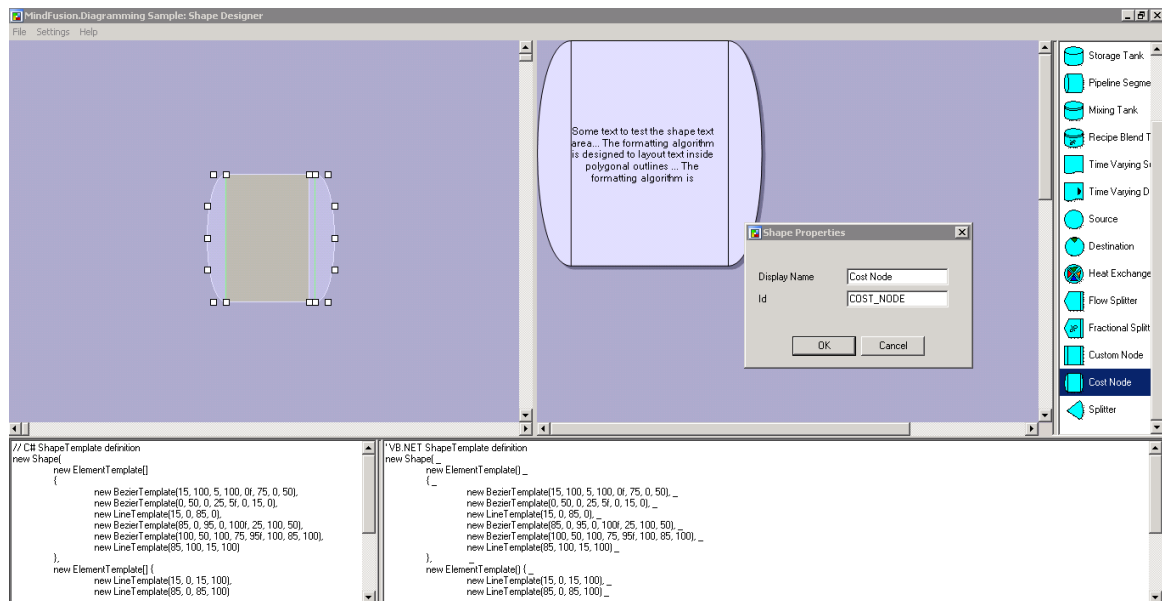 MindFusion.Diagramming Sample: Shape Designer
File Settings Help
Some text to test the shape text
area... The formatting algorithm
is designed to layout text inside
polygonal outlines ... The
formatting algorithm is
Shape Properties
Display Name Cost Node
Id COST_NODE
OK Cancel
Storage Tank
Pipeline Segme
Mixing Tank
Recipe Blend T
Time Varying S
Time Varying D
Source
Destination
Heat Exchange
Flow Splitter
Fractional Splitt
Custom Node
Cost Node
Splitter
// C# ShapeTemplate definition
new Shape(
new ElementTemplate[]
{
new BezierTemplate(15, 100, 5, 100, 0f, 75, 0, 50),
new BezierTemplate(0, 50, 0, 25, 5f, 0, 15, 0),
new LineTemplate(15, 0, 85, 0),
new BezierTemplate(85, 0, 95, 0, 100f, 25, 100, 50),
new BezierTemplate(100, 50, 100, 75, 95f, 100, 85, 100),
new LineTemplate(85, 100, 15, 100)
},
new ElementTemplate[] {
new LineTemplate(15, 0, 15, 100),
new LineTemplate(85, 0, 85, 100)
' VB.NET ShapeTemplate definition
new Shape( _
new ElementTemplate() _
{ _
new BezierTemplate(15, 100, 5, 100, 0f, 75, 0, 50), _
new BezierTemplate(0, 50, 0, 25, 5f, 0, 15, 0), _
new LineTemplate(15, 0, 85, 0), _
new BezierTemplate(85, 0, 95, 0, 100f, 25, 100, 50), _
new BezierTemplate(100, 50, 100, 75, 95f, 100, 85, 100), _
new LineTemplate(85, 100, 15, 100) _
}, _
new ElementTemplate() { _
new LineTemplate(15, 0, 15, 100), _
new LineTemplate(85, 0, 85, 100) _